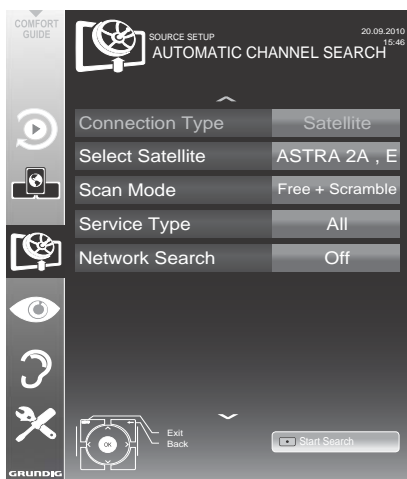 COMFORT
GUIDE
SOURCE SETUP
20.09.2010
15:46
AUTOMATIC CHANNEL SEARCH
Connection Type
Satellite
Select Satellite
ASTRA 2A , E
Scan Mode
Free + Scramble
Service Type
All
Network Search
Off
OK
Exit
Back
Start Search
GRUNDIG